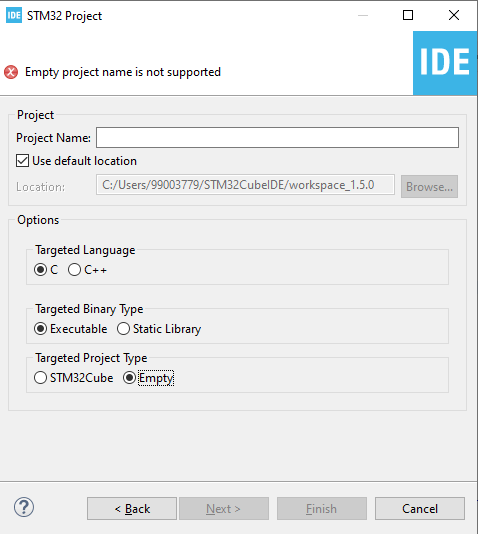 IDE STM32 Project
Empty project name is not supported
IDE
Project
Project Name:
Use default location
Location: C:/Users/99003779/STM32CubeIDE/workspace_1.5.0 Browse...
Options
Targeted Language
C C++
Targeted Binary Type
Executable Static Library
Targeted Project Type
STM32Cube Empty
? < Back Next > Finish Cancel